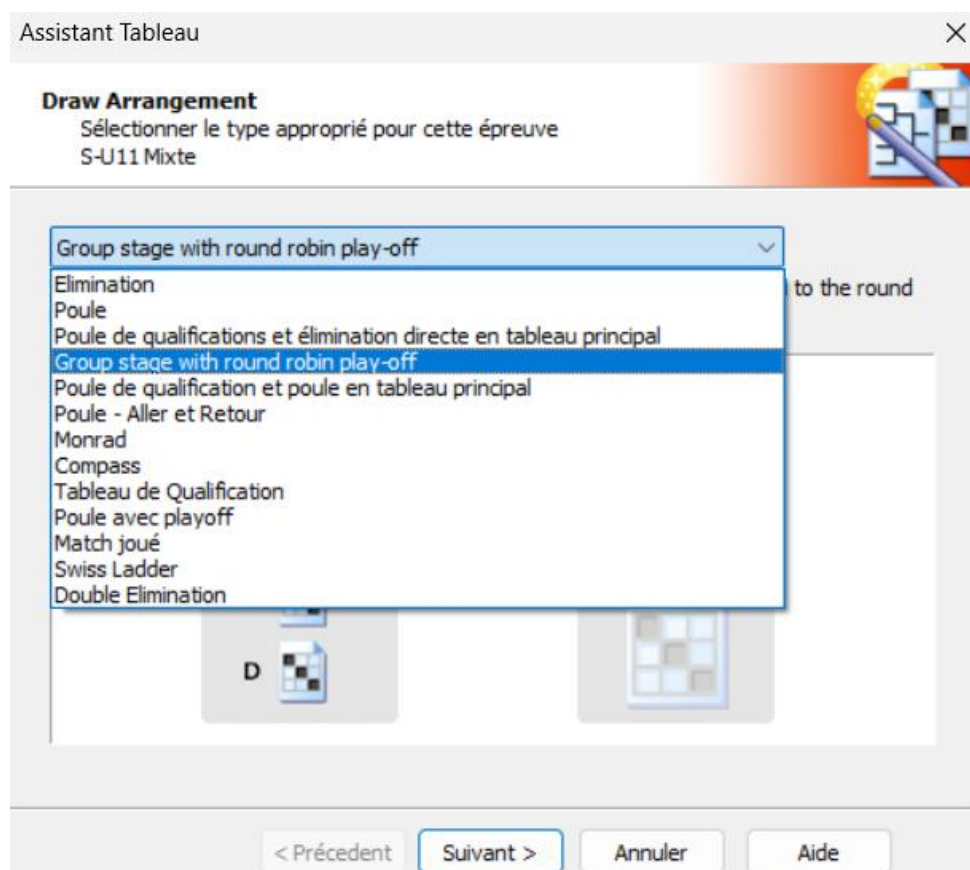 Assistant Tableau
Draw Arrangement
Sélectionner le type approprié pour cette épreuve
S-U11 Mixte
Group stage with round robin play-off
to the round
Elimination
Poule
Poule de qualifications et élimination directe en tableau principal
Group stage with round robin play-off
Poule de qualification et poule en tableau principal
Poule - Aller et Retour
Monrad
Compass
Tableau de Qualification
Poule avec playoff
Match joué
Swiss Ladder
Double Elimination
D
< Précedent Suivant > Annuler Aide